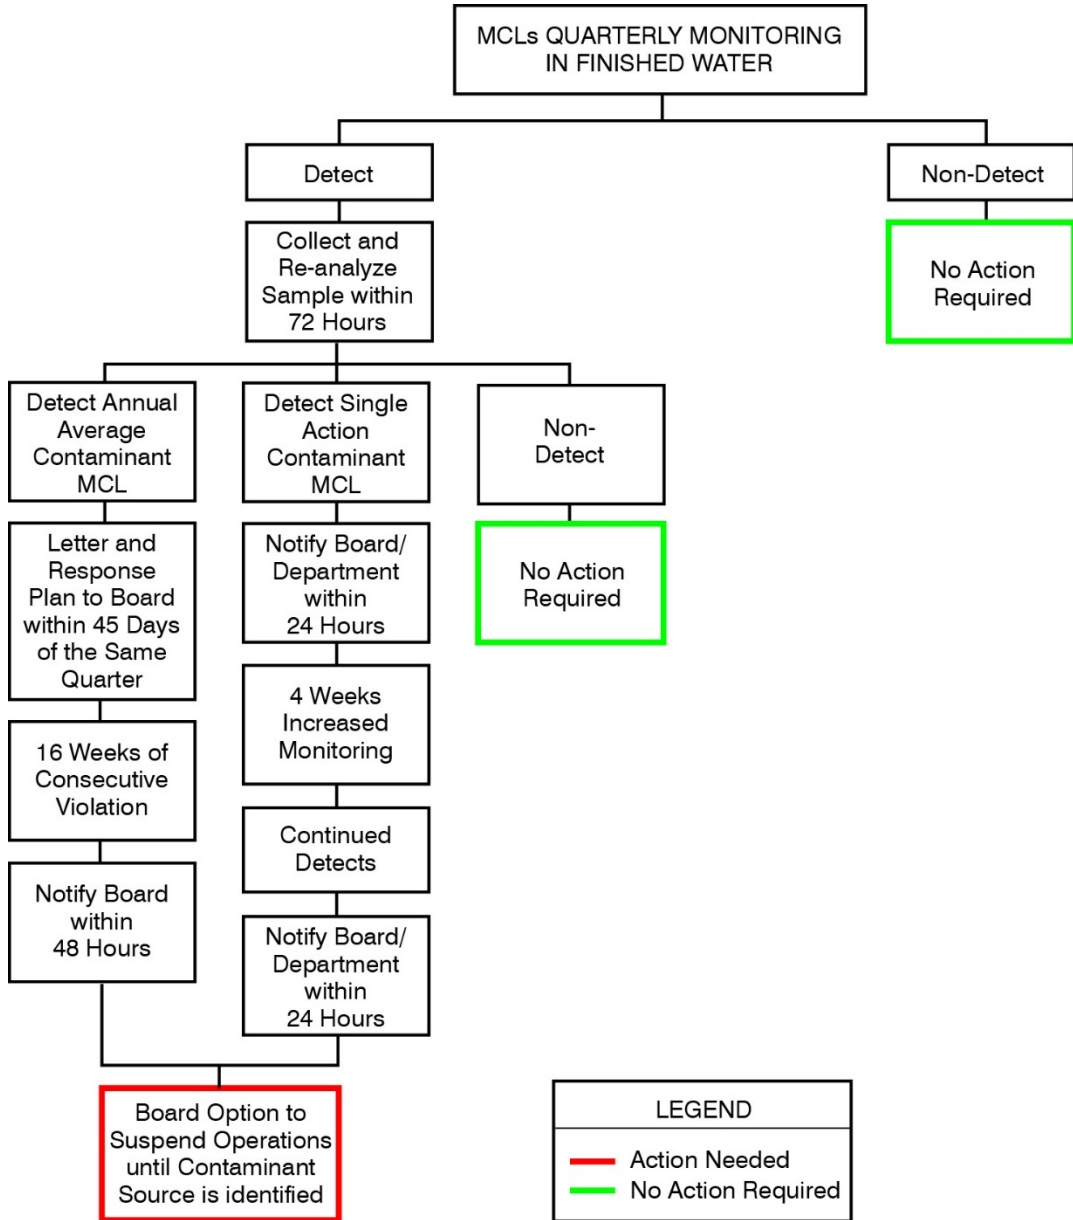 MCLs QUARTERLY MONITORING
IN FINISHED WATER
Detect
Non-Detect
Collect and
Re-analyze
Sample within
72 Hours
No Action
Required
Detect Annual
Average
Contaminant
MCL
Detect Single
Action
Contaminant
MCL
Non-
Detect
Letter and
Response
Plan to Board
within 45 Days
of the Same
Quarter
Notify Board/
Department
within
24 Hours
No Action
Required
4 Weeks
Increased
Monitoring
16 Weeks of
Consecutive
Violation
Continued
Detects
Notify Board
within
48 Hours
Notify Board/
Department
within
24 Hours
Board Option to
Suspend Operations
until Contaminant
Source is identified
LEGEND
Action Needed
No Action Required